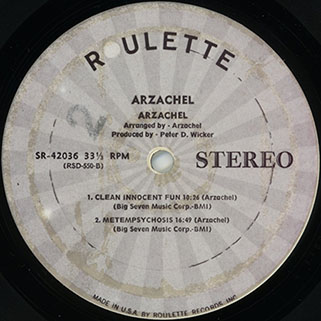 ROULETTE
ARZACHEL
ARZACHEL
Arranged by - Arzachel
Produced by - Peter D. Wicker
2
SR-42036 33⅓ RPM
(RSD-550-B)
STEREO
1. CLEAN INNOCENT FUN 10:26 (Arzachel)
(Big Seven Music Corp.-BMI)
2. METEMPSYCHOSIS 16:49 (Arzachel)
(Big Seven Music Corp.-BMI)
MADE IN U.S.A. BY ROULETTE RECORDS, INC.